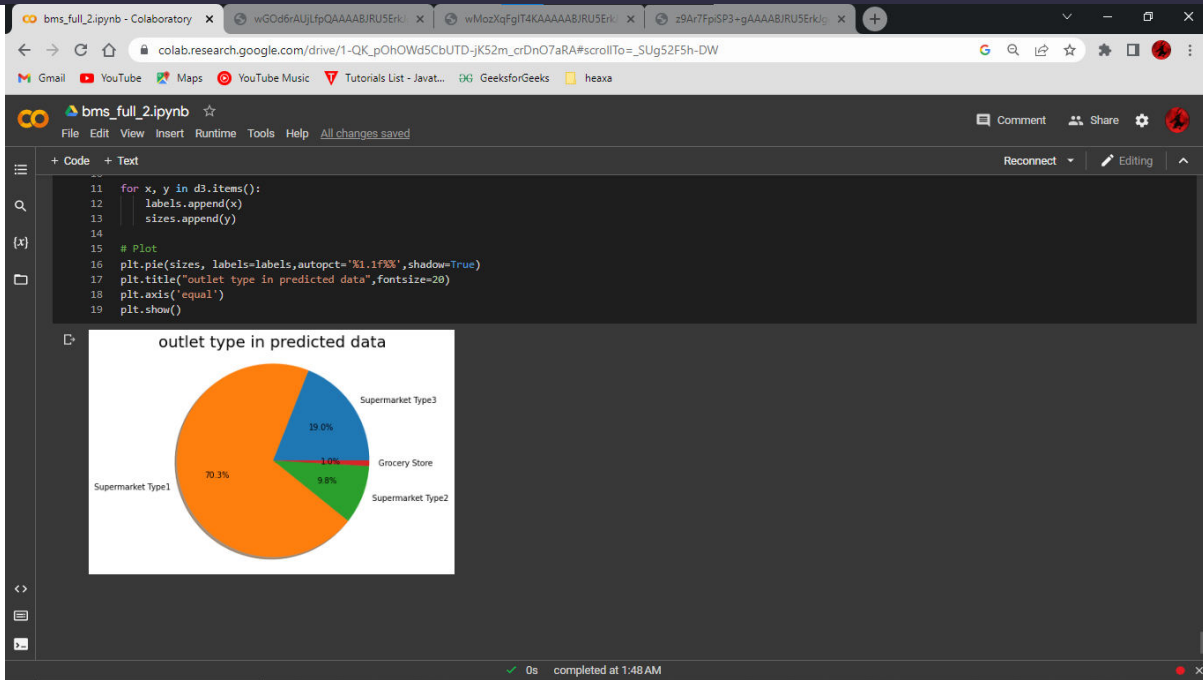 bms_full_2.ipynb - Colaboratory
wGOd6rAUjLfpQAAAABJRU5ErkJ
wMozXqFgIT4KAAAAABJRU5ErkJ
z9Ar7FpiSP3+gAAAABJRU5ErkJg
colab.research.google.com/drive/1-QK_pOhOWd5CbUTD-jK52m_crDnO7aRA#scrollTo=_SUg52F5h-DW
Gmail YouTube Maps YouTube Music Tutorials List - Javat... GeeksforGeeks heaxa
CO bms_full_2.ipynb
Comment Share
File Edit View Insert Runtime Tools Help All changes saved
+ Code + Text
Reconnect Editing
11 for x, y in d3.items():
12 labels.append(x)
13 sizes.append(y)
14
15 # Plot
16 plt.pie(sizes, labels=labels,autopct='%1.1f%%',shadow=True)
17 plt.title("outlet type in predicted data",fontsize=20)
18 plt.axis('equal')
19 plt.show()
{x}
outlet type in predicted data
Supermarket Type3
19.0%
1.0%
Grocery Store
70.3%
9.8%
Supermarket Type1
Supermarket Type2
0s completed at 1:48 AM